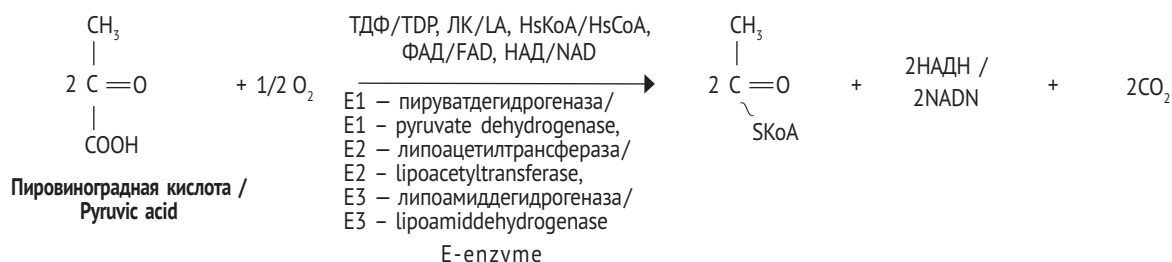 CH₃
2 C ═ O
COOH
Пировиноградная кислота /
Pyruvic acid
+ 1/2 O₂
ТДФ/TDP, ЛК/LA, HsKoA/HsCoA,
ФАД/FAD, НАД/NAD
E1 — пируватдегидрогеназа/
E1 – pyruvate dehydrogenase,
E2 — липоацетилтрансфераза/
E2 – lipoacetyltransferase,
E3 — липоамиддегидрогеназа/
E3 – lipoamiddehydrogenase
E-enzyme
CH₃
2 C ═ O
SKoA
+
2НАДН /
2NADN
+
2CO₂